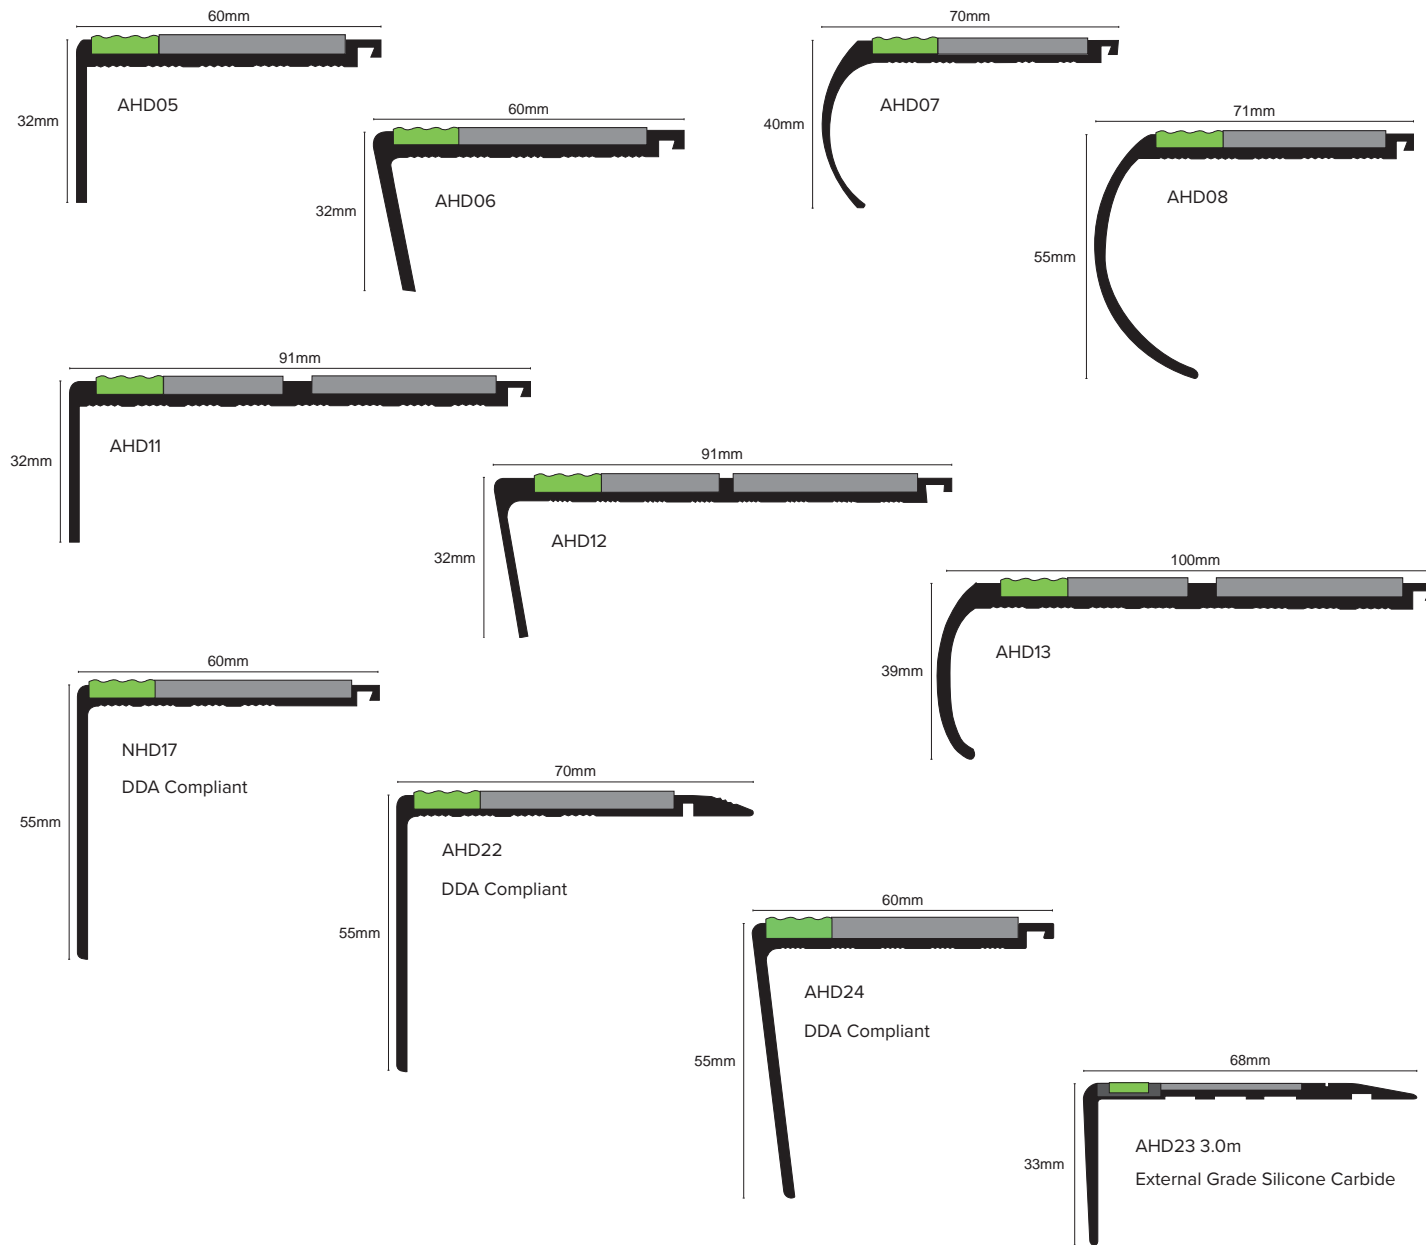 60mm
32mm
AHD05
60mm
32mm
AHD06
70mm
40mm
AHD07
71mm
55mm
AHD08
91mm
32mm
AHD11
91mm
32mm
AHD12
100mm
39mm
AHD13
60mm
55mm
NHD17
DDA Compliant
70mm
55mm
AHD22
DDA Compliant
60mm
55mm
AHD24
DDA Compliant
68mm
33mm
AHD23 3.0m
External Grade Silicone Carbide